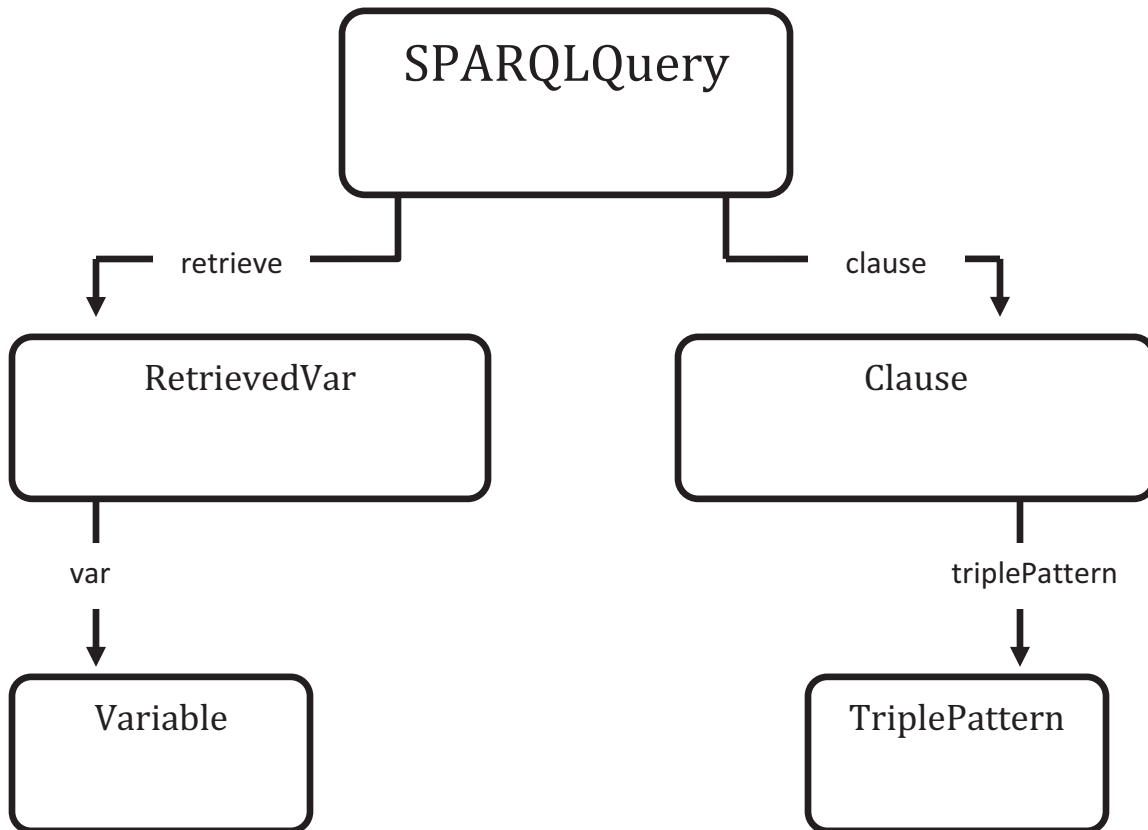 SPARQLQuery
retrieve
clause
RetrievedVar
Clause
var
triplePattern
Variable
TriplePattern